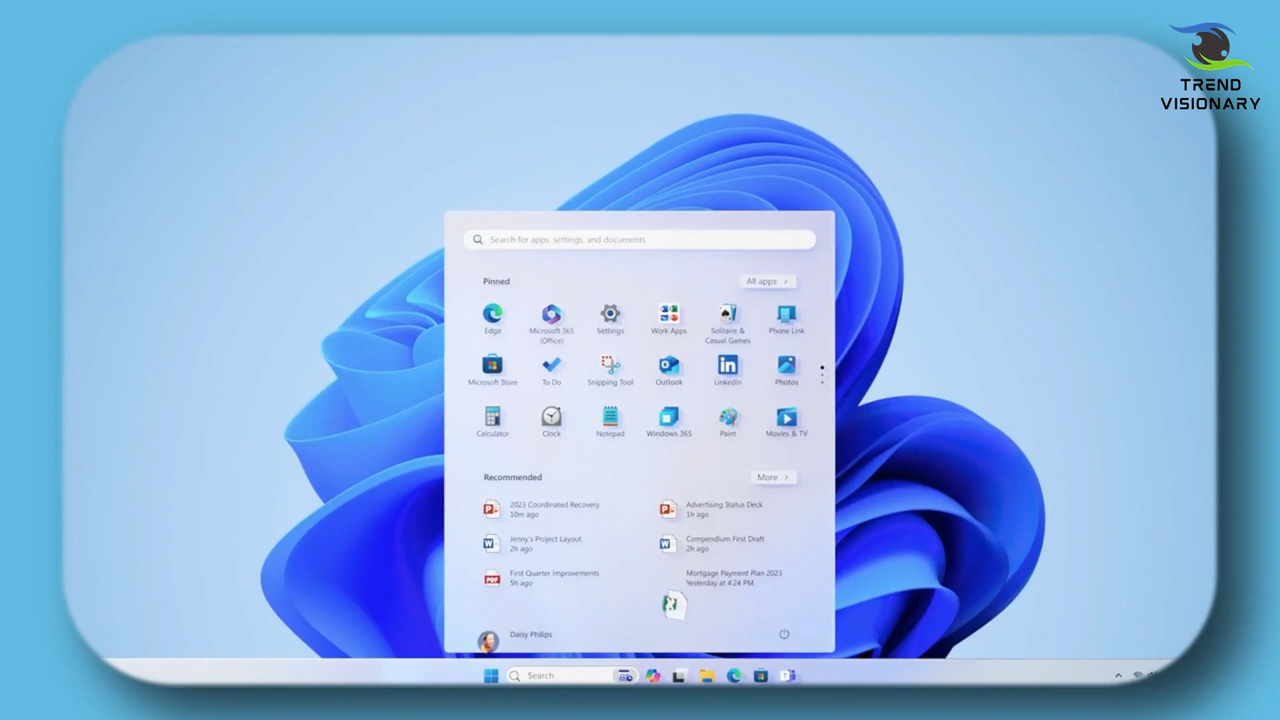 TREND
VISIONARY
Search for apps, settings, and documents
Pinned
All apps >
Edge
Microsoft 365
(Office)
Settings
Work Apps
Solitaire &
Casual Games
Phone Link
Microsoft Store
To Do
Snipping Tool
Outlook
LinkedIn
Photos
Calculator
Clock
Notepad
Windows 365
Paint
Movies & TV
Recommended
More >
2023 Coordinated Recovery
10m ago
Advertising Status Deck
1h ago
Jenny's Project Layout
2h ago
Compendium First Draft
2h ago
First Quarter Improvements
5h ago
Mortgage Payment Plan 2023
Yesterday at 4:24 PM
Daisy Philips
Search